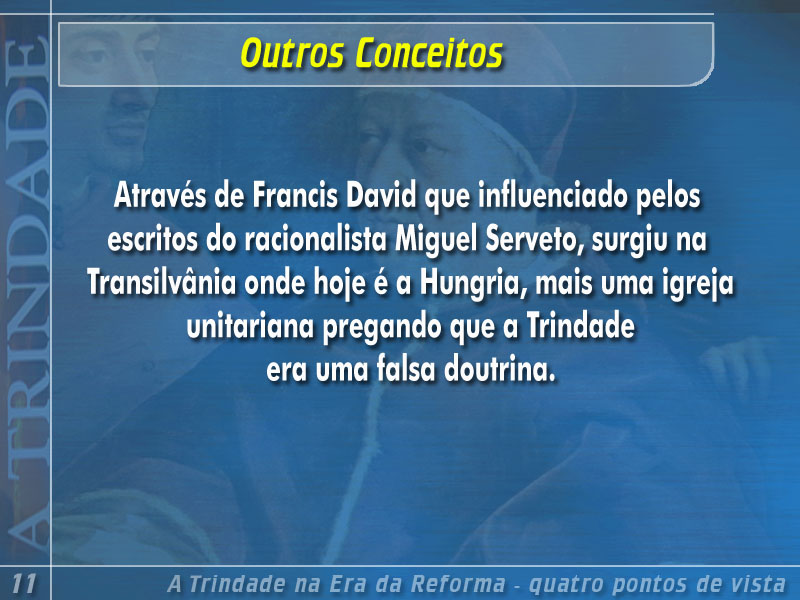 Outros Conceitos
A TRINDADE
Através de Francis David que influenciado pelos
escritos do racionalista Miguel Serveto, surgiu na
Transilvânia onde hoje é a Hungria, mais uma igreja
unitariana pregando que a Trindade
era uma falsa doutrina.
11
A Trindade na Era da Reforma - quatro pontos de vista